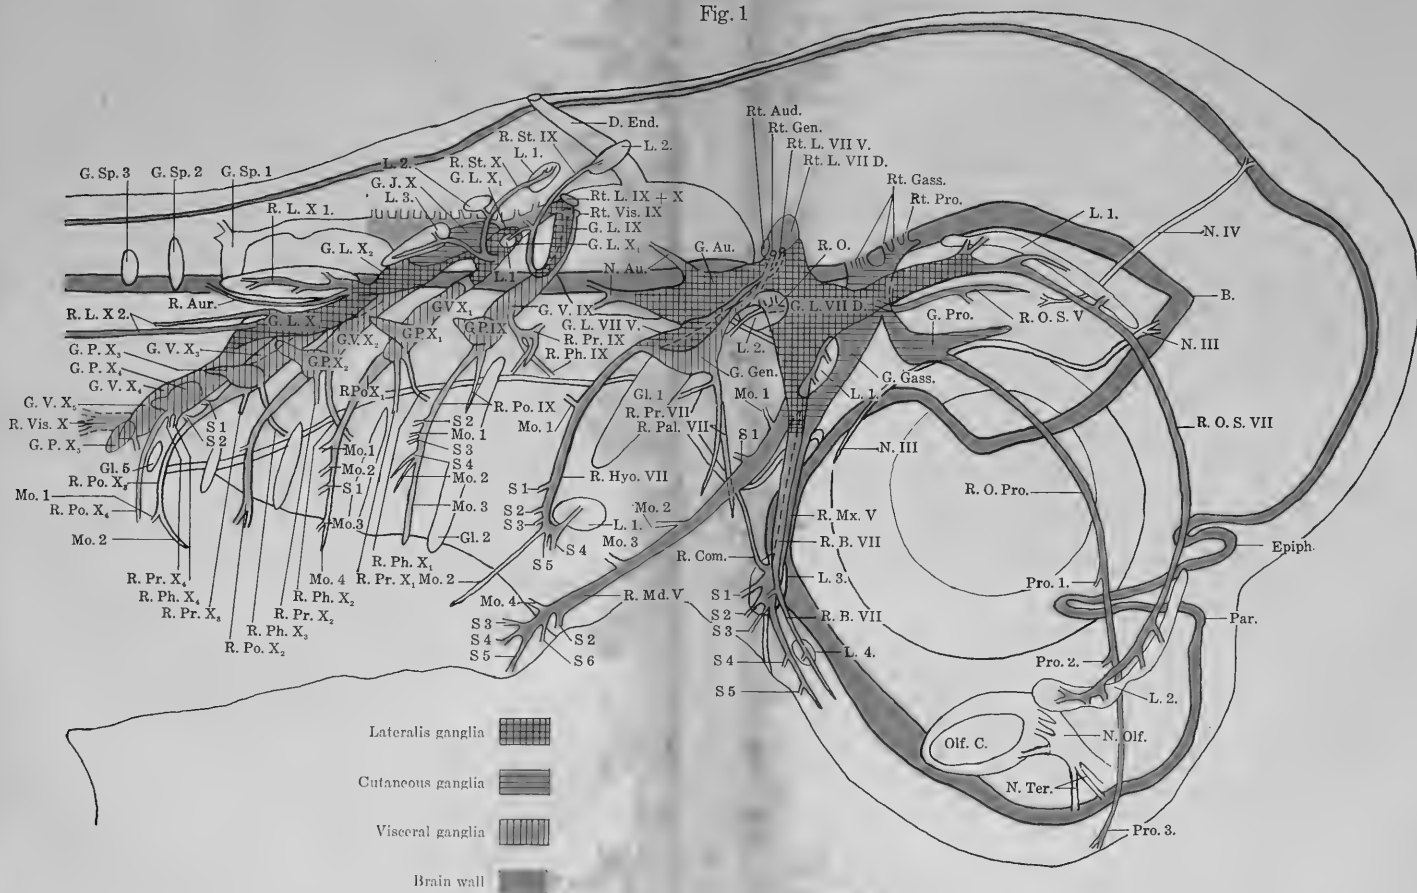 Fig. 1
D. End.
Rt. Aud.
Rt. Gen.
Rt. L. VII V.
Rt. L. VII D.
R. St. IX
L. 1.
L. 2.
R. St. X
G. L. X₁
L. 2.
G. J. X
L. 3.
G. Sp. 3
G. Sp. 2
G. Sp. 1
R. L. X 1.
Rt. Gass.
Rt. Pro.
Rt. L. IX + X
Rt. Vis. IX
G. L. IX
G. L. X₁
L. 1.
N. IV
G. L. X₂
G. Au.
R. O.
N. Au.
L. 1
R. Aur.
G. V. X₁
G. V. IX
G. L. VII D.
B.
R. L. X 2.
G. L. X
G. P. IX
G. L. VII V.
R. O. S. V
G. P. X₃
G. V. X₃
G. V. X₂
G. P. X₁
R. Pr. IX
G. Pro.
N. III
G. P. X₄
G. P. X₂
R. Ph. IX
L. 2.
G. V. X₄
G. Gen.
G. Gass.
G. V. X₅
R Po X₁
R. Po. IX
Gl. 1
Mo. 1
L. 1.
R. Vis. X
R. Pr. VII
R. O. S. VII
G. P. X₅
S 1
S 2
S 2
Mo. 1
Mo. 1
R. Pal. VII
S 1
Gl. 5
Mo. 1
S 3
N. III
R. Po. X₅
Mo. 2
S 4
Mo. 2
R. Hyo. VII
Mo. 1
S 1
S 1
R. O. Pro.
R. Po. X₄
Mo. 3
Mo. 3
S 2
S 3
L. 1.
Mo. 2
R. Mx. V
Mo. 2
Gl. 2
S 4
Mo. 3
R. B. VII
Epiph.
R. Ph. X₁
S 5
R. Com.
R. Pr. X₄
Mo. 4
R. Pr. X₁
Mo. 2
L. 3.
Pro. 1.
R. Ph. X₄
R. Ph. X₂
Mo. 4
R. Md. V
S 1
R. Pr. X₃
R. Pr. X₂
S 2
R. B. VII
Par.
R. Ph. X₃
S 3
S 2
S 3
R. Po. X₂
S 4
S 6
S 4
L. 4.
Pro. 2.
S 5
S 5
L. 2.
Lateralis ganglia
Olf. C.
N. Olf.
Cutaneous ganglia
N. Ter.
Visceral ganglia
Pro. 3.
Brain wall